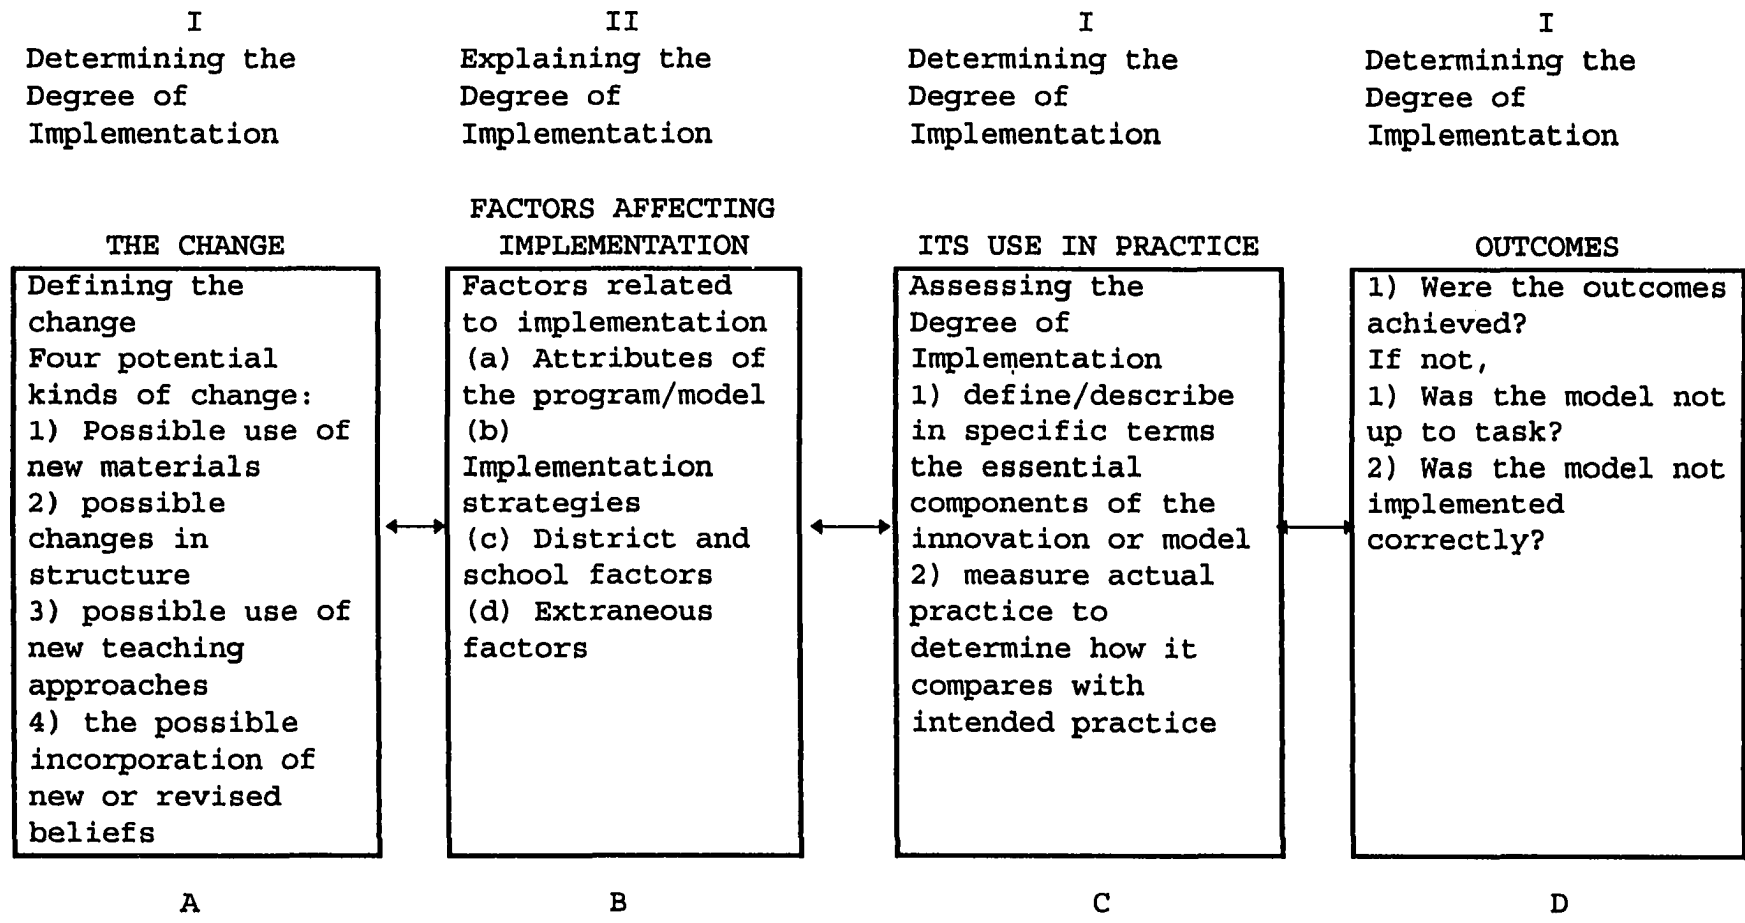 I
Determining the
Degree of
Implementation
THE CHANGE
Defining the
change
Four potential
kinds of change:
1) Possible use of
new materials
2) possible
changes in
structure
3) possible use of
new teaching
approaches
4) the possible
incorporation of
new or revised
beliefs
A
II
Explaining the
Degree of
Implementation
FACTORS AFFECTING
IMPLEMENTATION
Factors related
to implementation
(a) Attributes of
the program/model
(b)
Implementation
strategies
(c) District and
school factors
(d) Extraneous
factors
B
I
Determining the
Degree of
Implementation
ITS USE IN PRACTICE
Assessing the
Degree of
Implementation
1) define/describe
in specific terms
the essential
components of the
innovation or model
2) measure actual
practice to
determine how it
compares with
intended practice
C
I
Determining the
Degree of
Implementation
OUTCOMES
1) Were the outcomes
achieved?
If not,
1) Was the model not
up to task?
2) Was the model not
implemented
correctly?
D